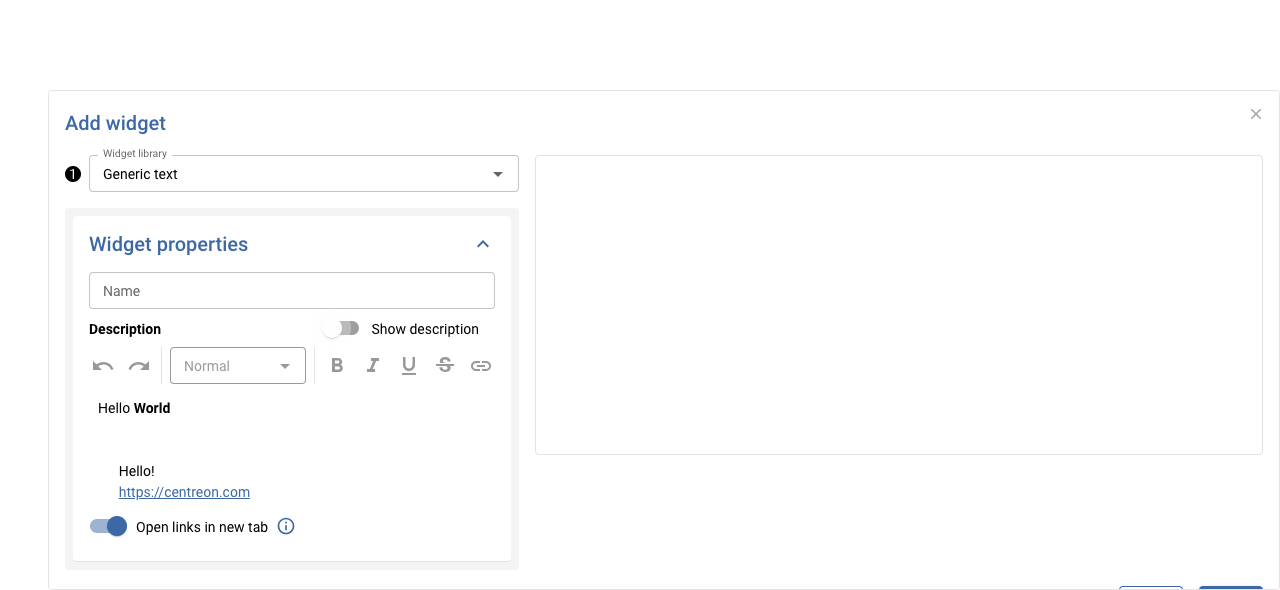 Add widget
Widget library
1
Generic text
Widget properties
Name
Description
Show description
Normal
B I U S
Hello World
Hello!
https://centreon.com
Open links in new tab